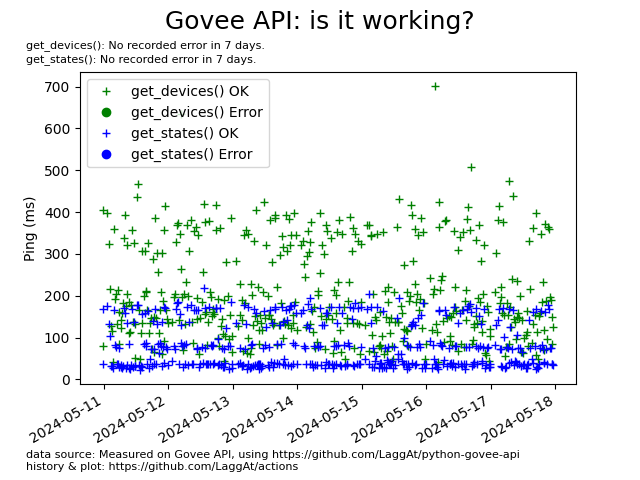 Govee API: is it working?
get_devices(): No recorded error in 7 days.
get_states(): No recorded error in 7 days.
get_devices() OK
get_devices() Error
get_states() OK
get_states() Error
Ping (ms)
700
600
500
400
300
200
100
0
2024-05-11
2024-05-12
2024-05-13
2024-05-14
2024-05-15
2024-05-16
2024-05-17
2024-05-18
data source: Measured on Govee API, using https://github.com/LaggAt/python-govee-api
history & plot: https://github.com/LaggAt/actions